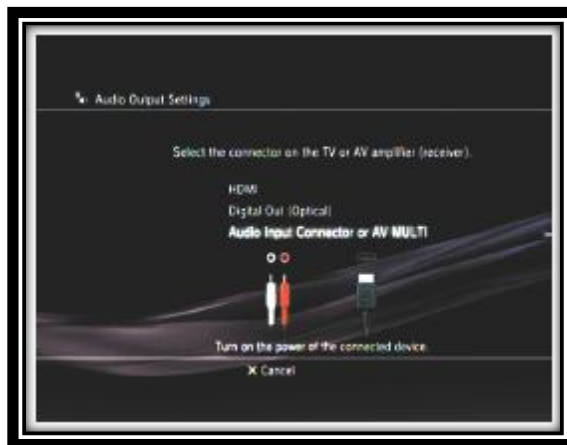 Audio Output Settings
Select the connector on the TV or AV amplifier (receiver).
HDMI
Digital Out (Optical)
Audio Input Connector or AV MULTI
Turn on the power of the connected device.
X Cancel